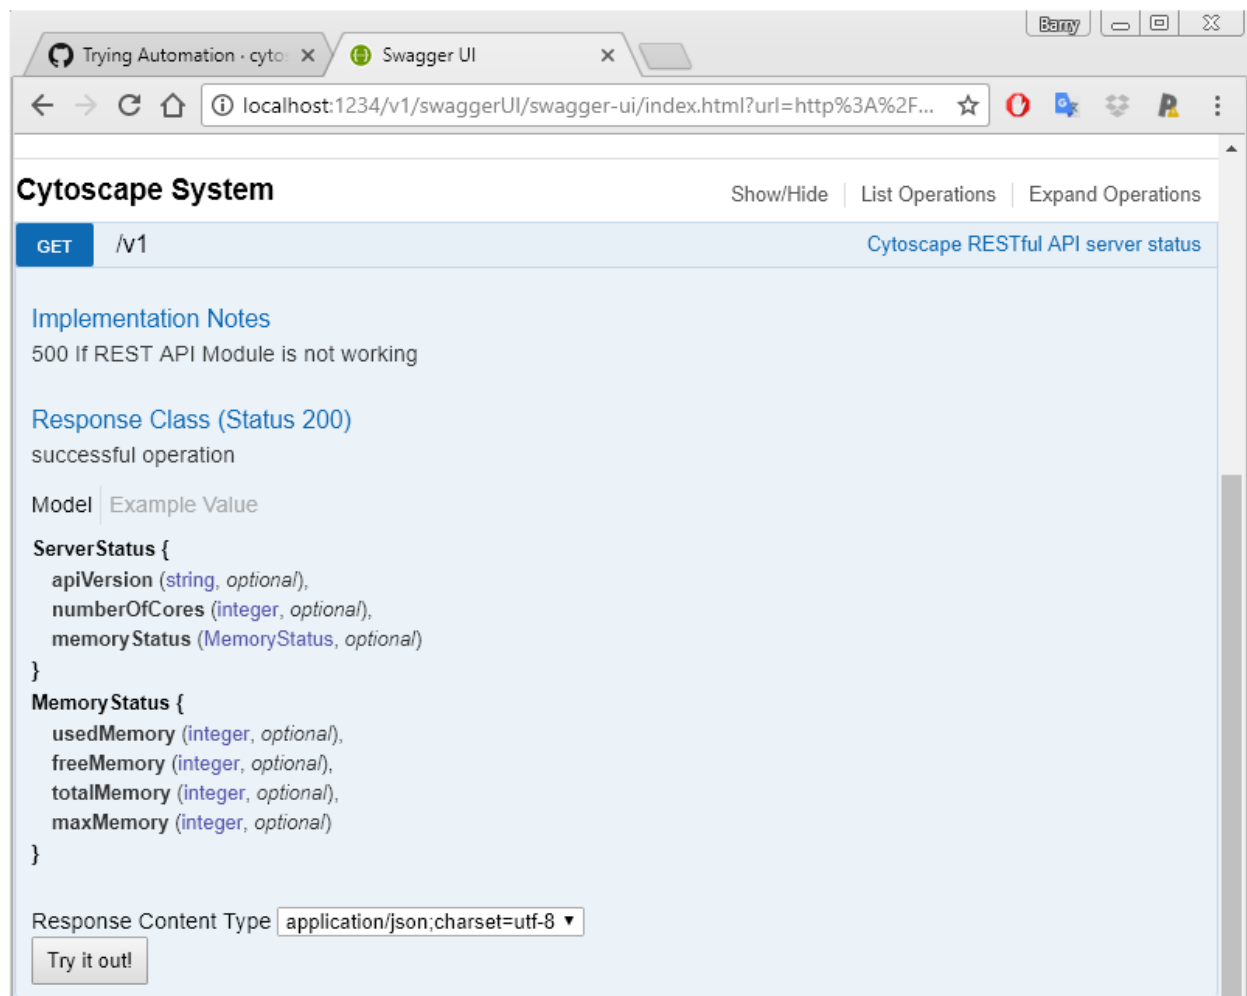 Barry
Trying Automation · cyto
Swagger UI
localhost:1234/v1/swaggerUI/swagger-ui/index.html?url=http%3A%2F...
Cytoscape System
Show/Hide
List Operations
Expand Operations
GET
/v1
Cytoscape RESTful API server status
Implementation Notes
500 If REST API Module is not working
Response Class (Status 200)
successful operation
Model
Example Value
ServerStatus {
apiVersion (string, optional),
numberOfCores (integer, optional),
memoryStatus (MemoryStatus, optional)
}
MemoryStatus {
usedMemory (integer, optional),
freeMemory (integer, optional),
totalMemory (integer, optional),
maxMemory (integer, optional)
}
Response Content Type application/json;charset=utf-8
Try it out!